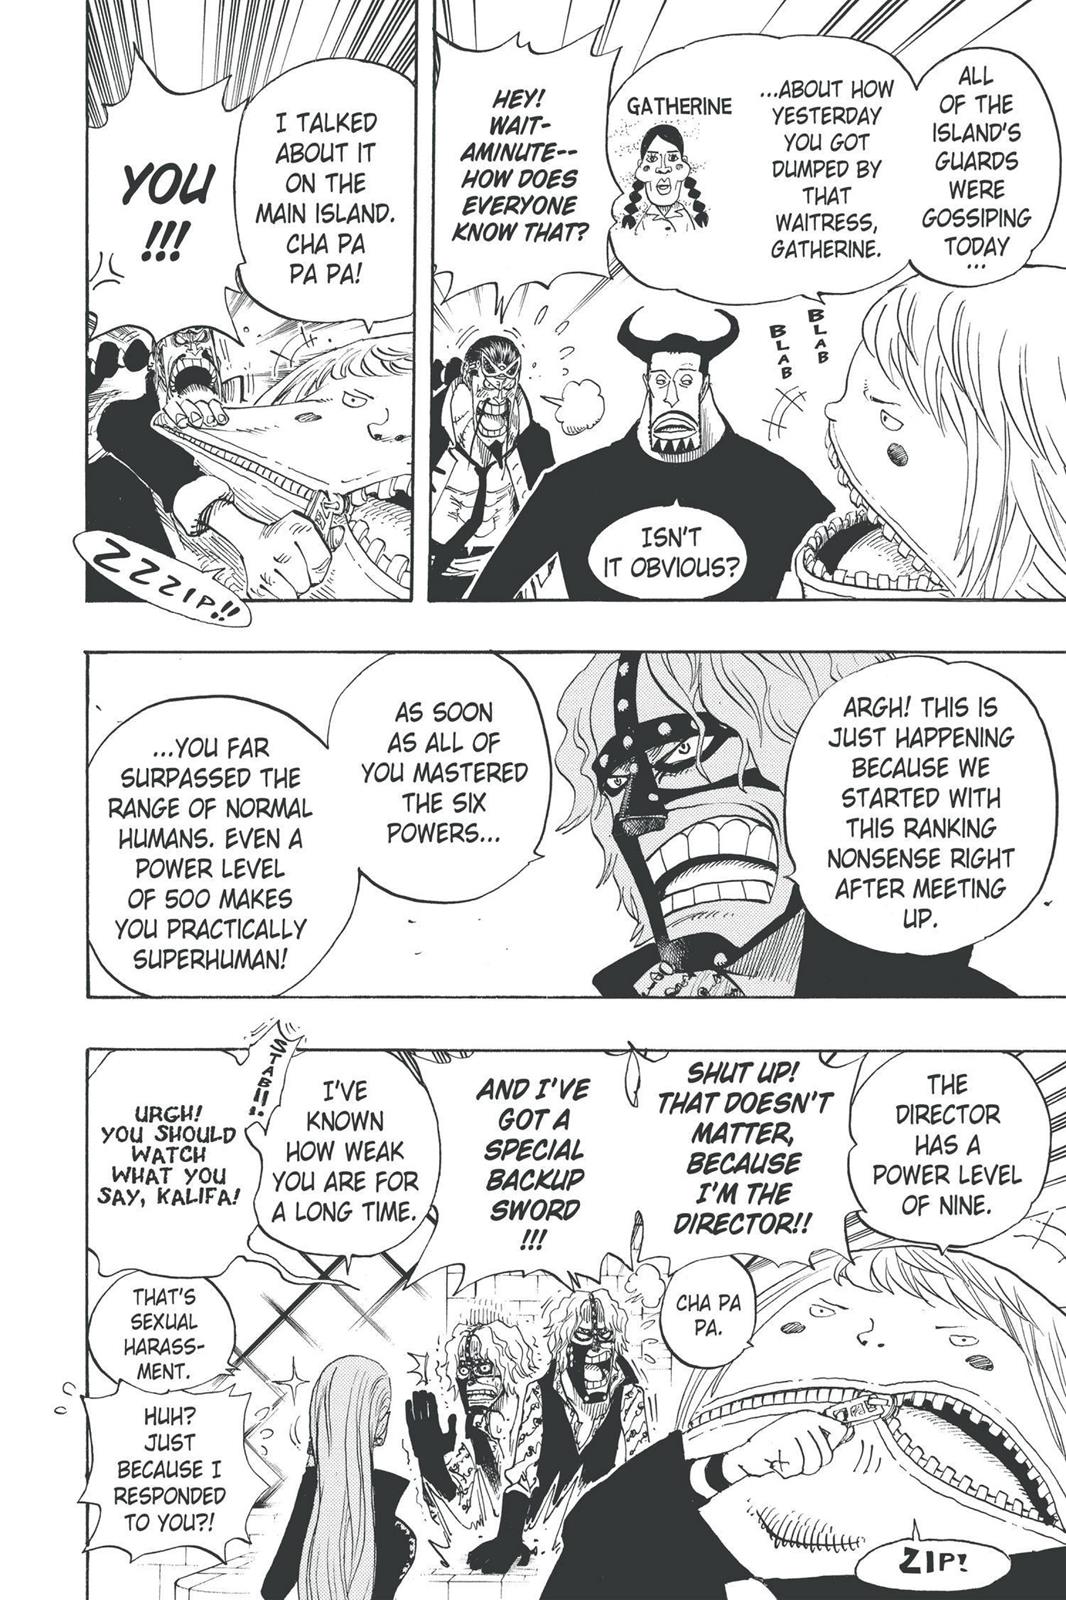 ALL
OF THE
ISLAND'S
GUARDS
WERE
GOSSIPING
TODAY
...
...ABOUT HOW
YESTERDAY
YOU GOT
DUMPED BY
THAT
WAITRESS,
GATHERINE.
GATHERINE
BLAB
BLAB
HEY!
WAIT-
AMINUTE--
HOW DOES
EVERYONE
KNOW THAT?
ISN'T
IT OBVIOUS?
I TALKED
ABOUT IT
ON THE
MAIN ISLAND.
CHA PA
PA PA!
YOU
!!!
ZZZIP!!
ARGH! THIS IS
JUST HAPPENING
BECAUSE WE
STARTED WITH
THIS RANKING
NONSENSE RIGHT
AFTER MEETING
UP.
AS SOON
AS ALL OF
YOU MASTERED
THE SIX
POWERS...
...YOU FAR
SURPASSED THE
RANGE OF NORMAL
HUMANS. EVEN A
POWER LEVEL
OF 500 MAKES
YOU PRACTICALLY
SUPERHUMAN!
THE
DIRECTOR
HAS A
POWER LEVEL
OF NINE.
SHUT UP!
THAT DOESN'T
MATTER,
BECAUSE
I'M THE
DIRECTOR!!
AND I'VE
GOT A
SPECIAL
BACKUP
SWORD
!!!
CHA PA
PA.
ZIP!
I'VE
KNOWN
HOW WEAK
YOU ARE FOR
A LONG TIME.
STAB!!
URGH!
YOU SHOULD
WATCH
WHAT YOU
SAY, KALIFA!
THAT'S
SEXUAL
HARASS-
MENT.
HUH?
JUST
BECAUSE I
RESPONDED
TO YOU?!